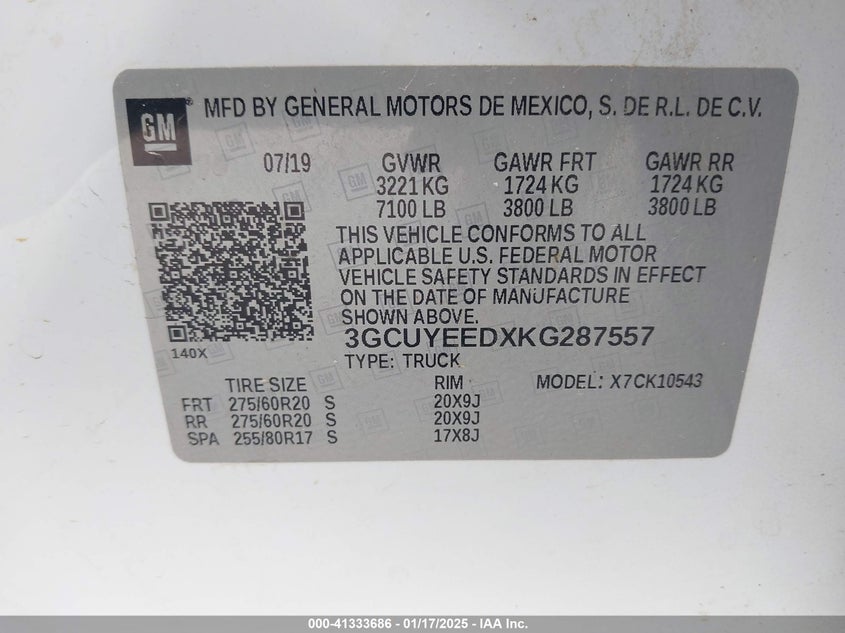 GM MFD BY GENERAL MOTORS DE MEXICO, S. DE R.L. DE C.V.
07/19 GVWR GAWR FRT GAWR RR
3221 KG 1724 KG 1724 KG
7100 LB 3800 LB 3800 LB
THIS VEHICLE CONFORMS TO ALL
APPLICABLE U.S. FEDERAL MOTOR
VEHICLE SAFETY STANDARDS IN EFFECT
ON THE DATE OF MANUFACTURE
SHOWN ABOVE.
3GCUYEEDXKG287557
140X TYPE: TRUCK
TIRE SIZE RIM MODEL: X7CK10543
FRT 275/60R20 S 20X9J
RR 275/60R20 S 20X9J
SPA 255/80R17 S 17X8J
000-41333686 - 01/17/2025 - IAA Inc.